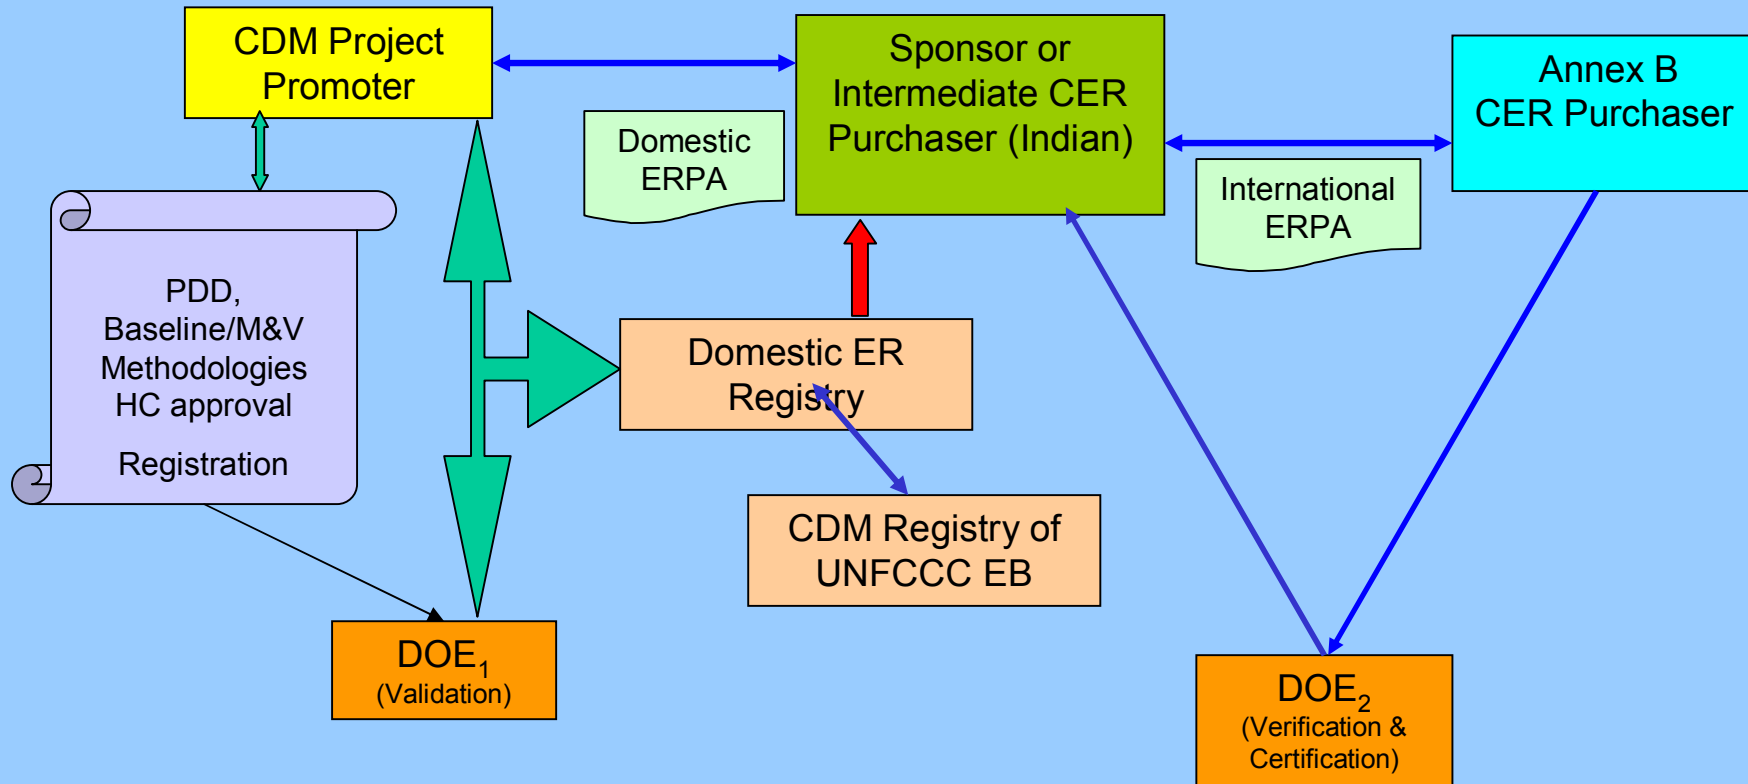 CDM Project
Promoter
Sponsor or
Intermediate CER
Purchaser (Indian)
Annex B
CER Purchaser
Domestic
ERPA
International
ERPA
PDD,
Baseline/M&V
Methodologies
HC approval
Registration
Domestic ER
Registry
CDM Registry of
UNFCCC EB
DOE₁
(Validation)
DOE₂
(Verification &
Certification)